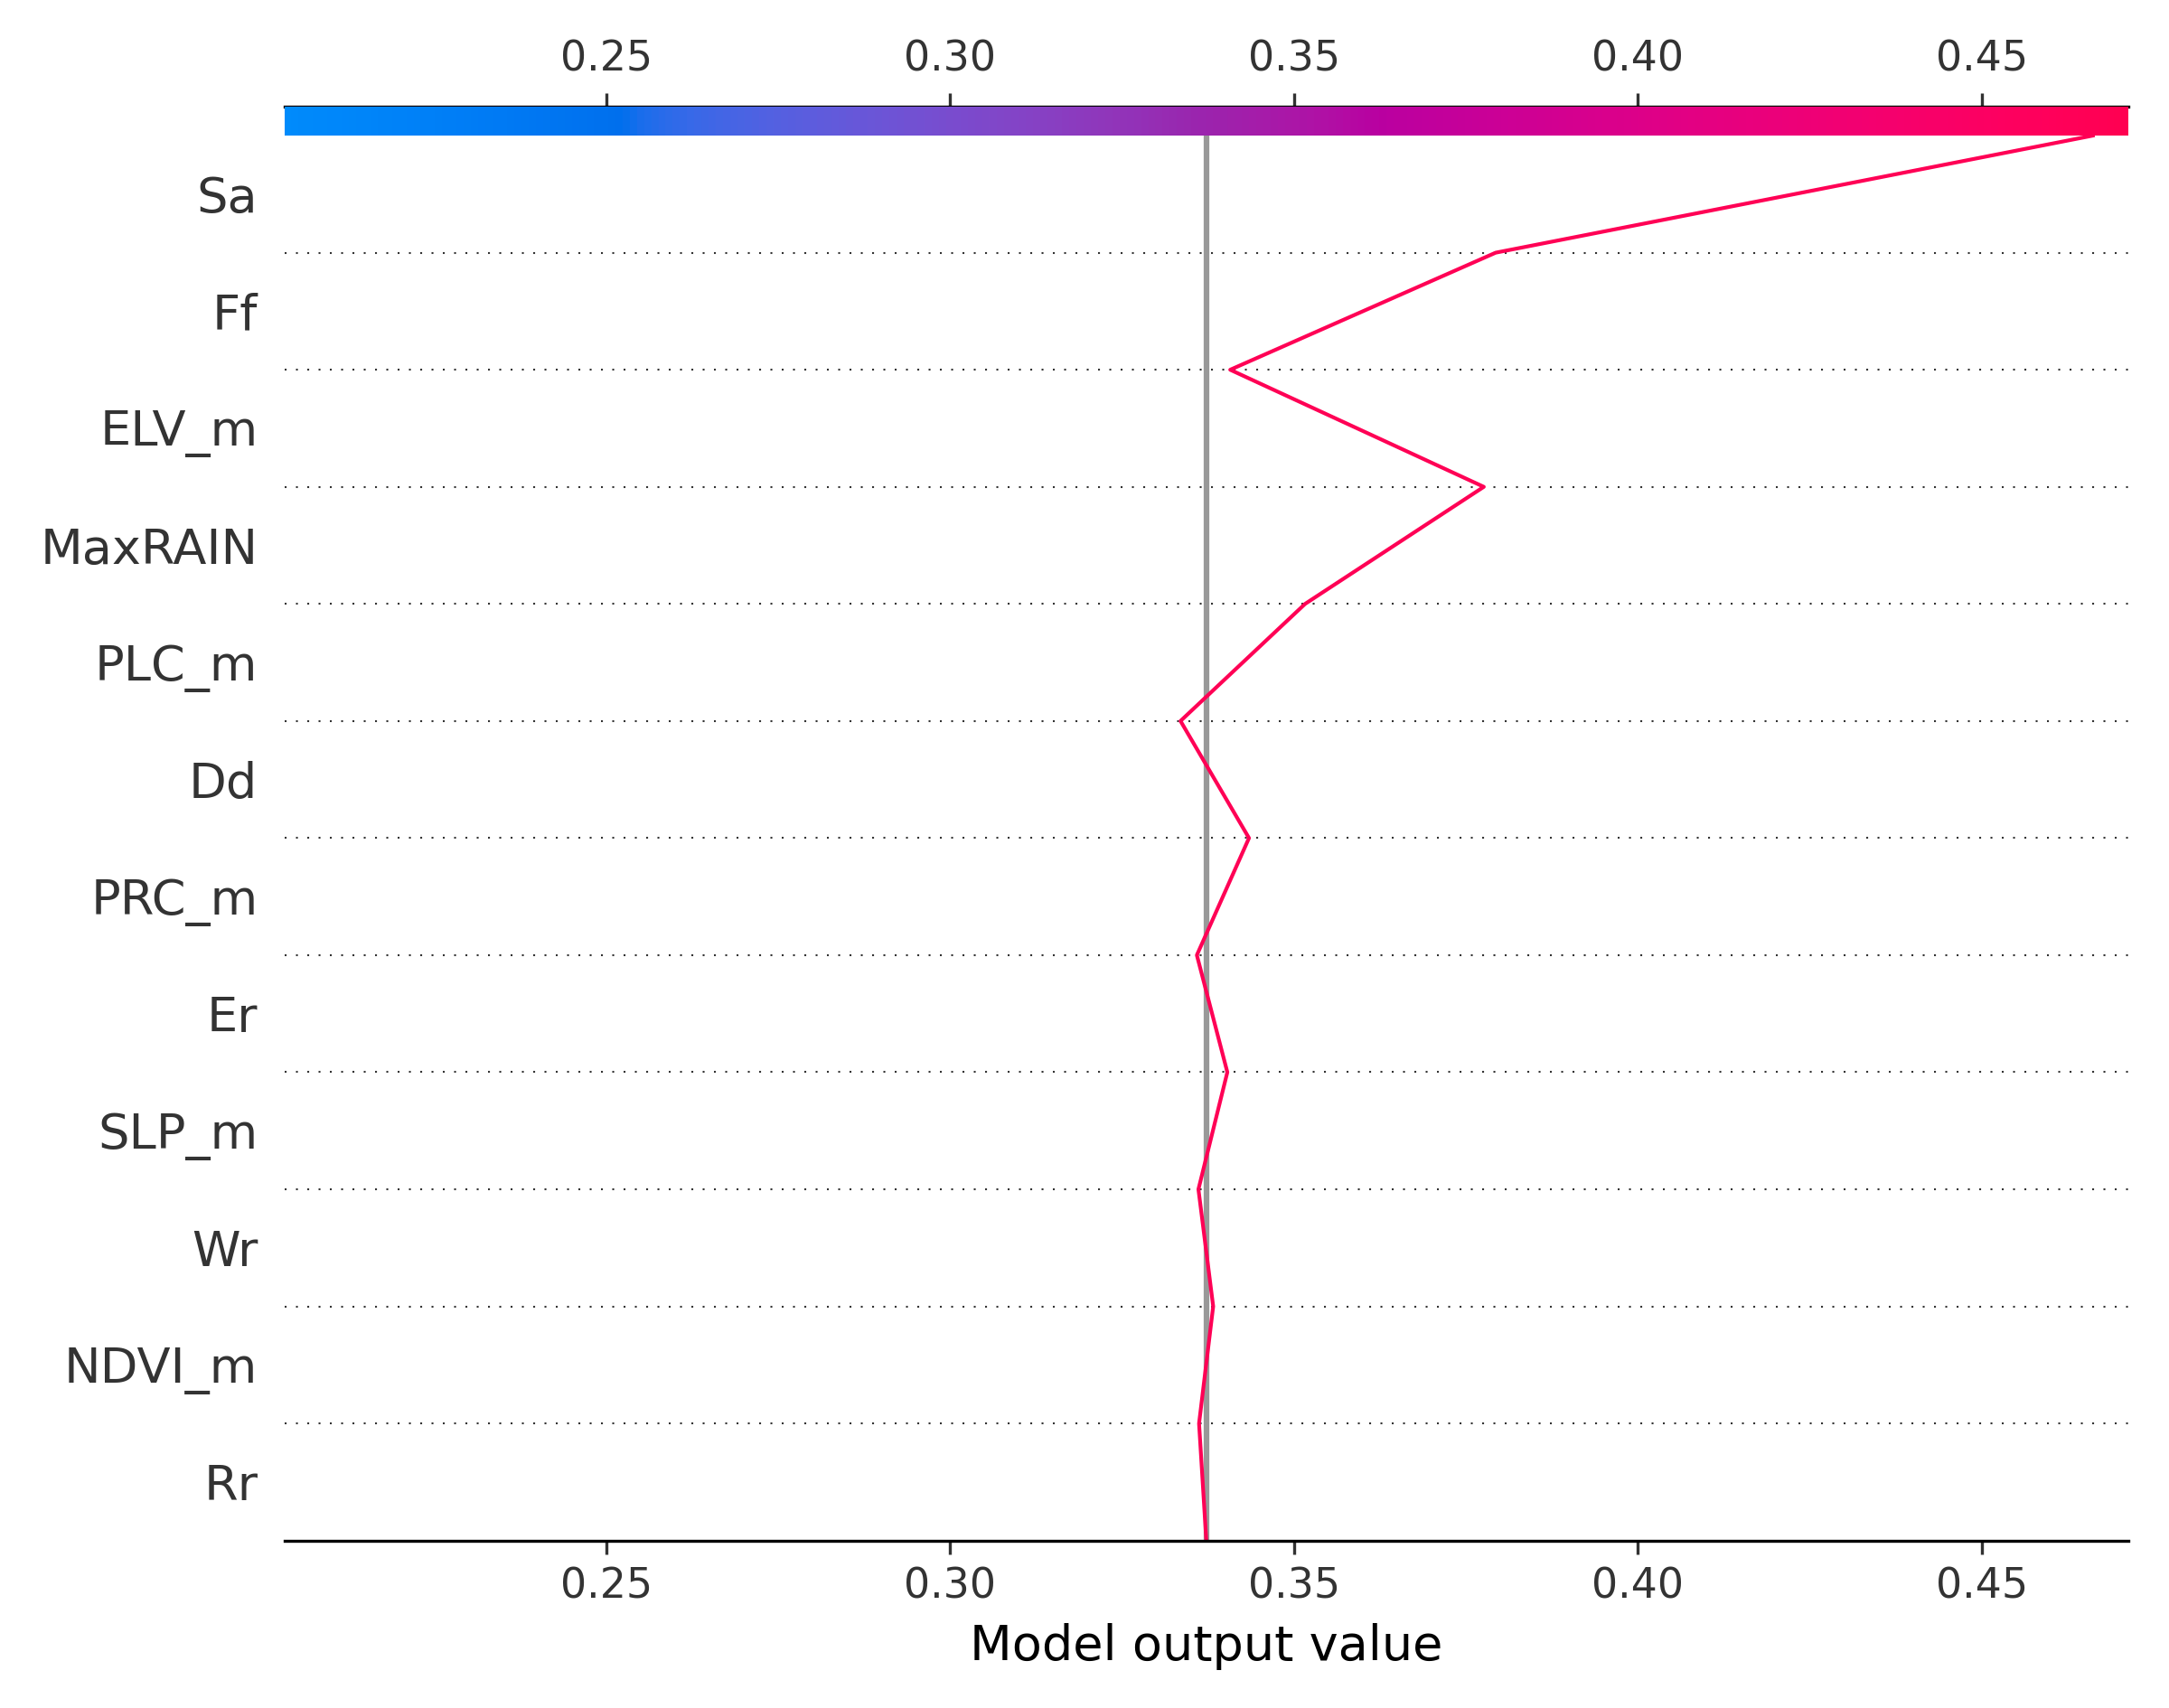 0.25 0.30 0.35 0.40 0.45
Sa
Ff
ELV_m
MaxRAIN
PLC_m
Dd
PRC_m
Er
SLP_m
Wr
NDVI_m
Rr
0.25 0.30 0.35 0.40 0.45
Model output value